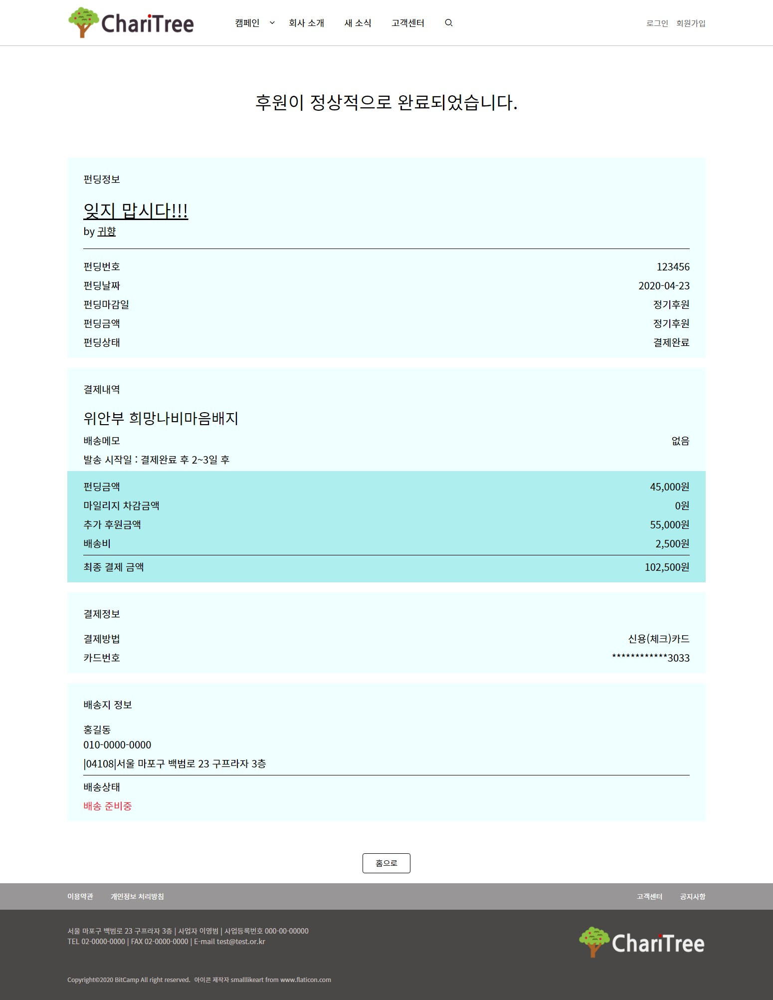 ChariTree
캠페인 회사 소개 새 소식 고객센터
로그인 회원가입
후원이 정상적으로 완료되었습니다.
펀딩정보
잊지 맙시다!!!
by 귀향
펀딩번호 123456
펀딩날짜 2020-04-23
펀딩마감일 정기후원
펀딩금액 정기후원
펀딩상태 결제완료
결제내역
위안부 희망나비마음배지
배송메모 없음
발송 시작일 : 결제완료 후 2~3일 후
펀딩금액 45,000원
마일리지 차감금액 0원
추가 후원금액 55,000원
배송비 2,500원
최종 결제 금액 102,500원
결제정보
결제방법 신용(체크)카드
카드번호 ************3033
배송지 정보
홍길동
010-0000-0000
|04108|서울 마포구 백범로 23 구프라자 3층
배송상태
배송 준비중
홈으로
이용약관 개인정보 처리방침 고객센터 공지사항
서울 마포구 백범로 23 구프라자 3층 | 사업자 이영범 | 사업등록번호 000-00-00000
TEL 02-0000-0000 | FAX 02-0000-0000 | E-mail test@test.or.kr
ChariTree
Copyright©2020 BitCamp All right reserved. 아이콘 제작자 smalllikeart from www.flaticon.com